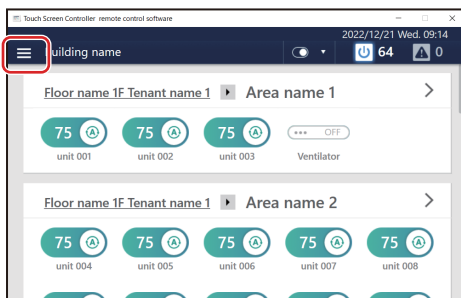 Touch Screen Controller remote control software
2022/12/21 Wed. 09:14
Building name
64
0
Floor name 1F Tenant name 1
Area name 1
75 A
75 A
75 A
••• OFF
unit 001
unit 002
unit 003
Ventilator
Floor name 1F Tenant name 1
Area name 2
75 A
75 A
75 A
75 A
75 A
unit 004
unit 005
unit 006
unit 007
unit 008